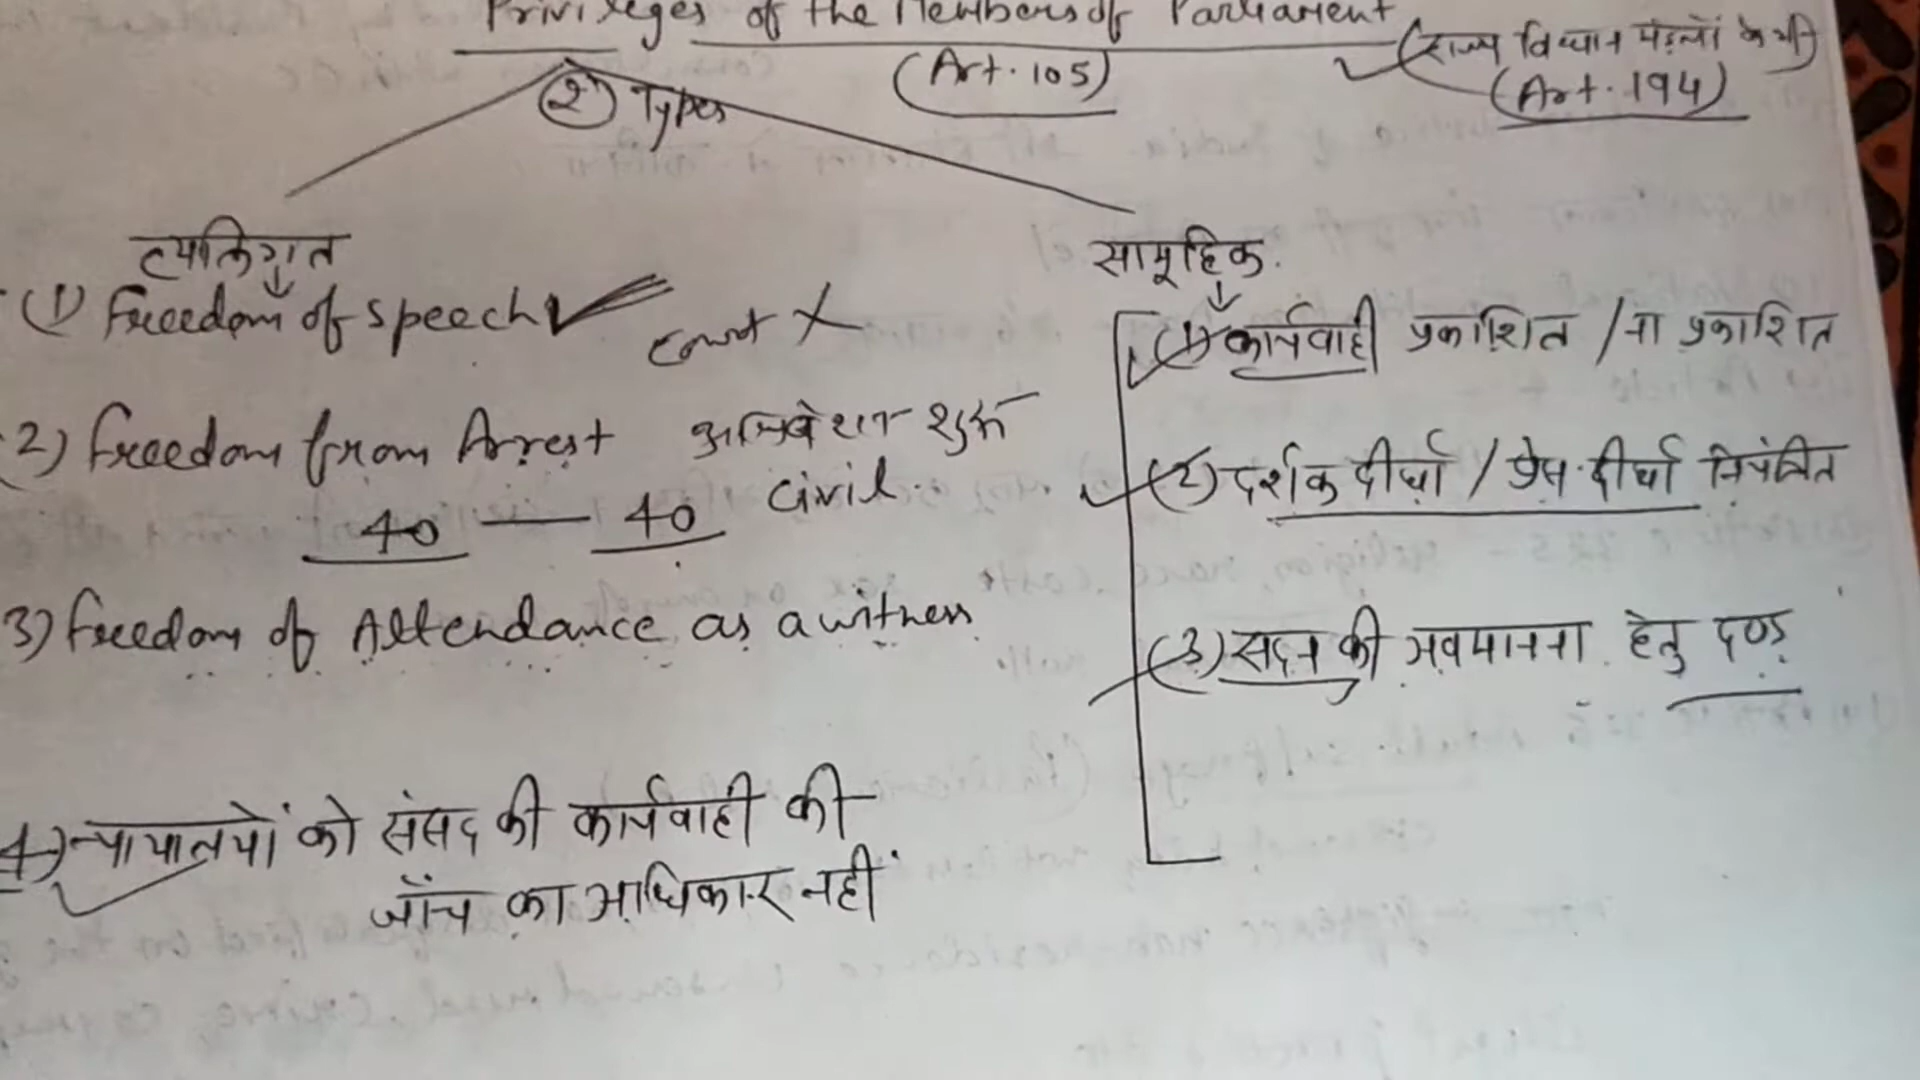 Privileges of the Members of Parliament
(Art. 105)
(राज्य विधान मंडलों के भी
(Art. 194)
2 Types
व्यक्तिगत
(1) Freedom of speech Court X
2) Freedom from Arrest अधिवेशन शुरू
40 — 40 civil.
3) Freedom of Attendance as a witness
4) न्यायालयों को संसद की कार्यवाही की
जाँच का अधिकार नहीं
सामूहिक
(1) कार्यवाही प्रकाशित / ना प्रकाशित
(2) दर्शक दीर्घा / प्रेस दीर्घा नियंत्रित
(3) सदन की अवमानना हेतु दण्ड